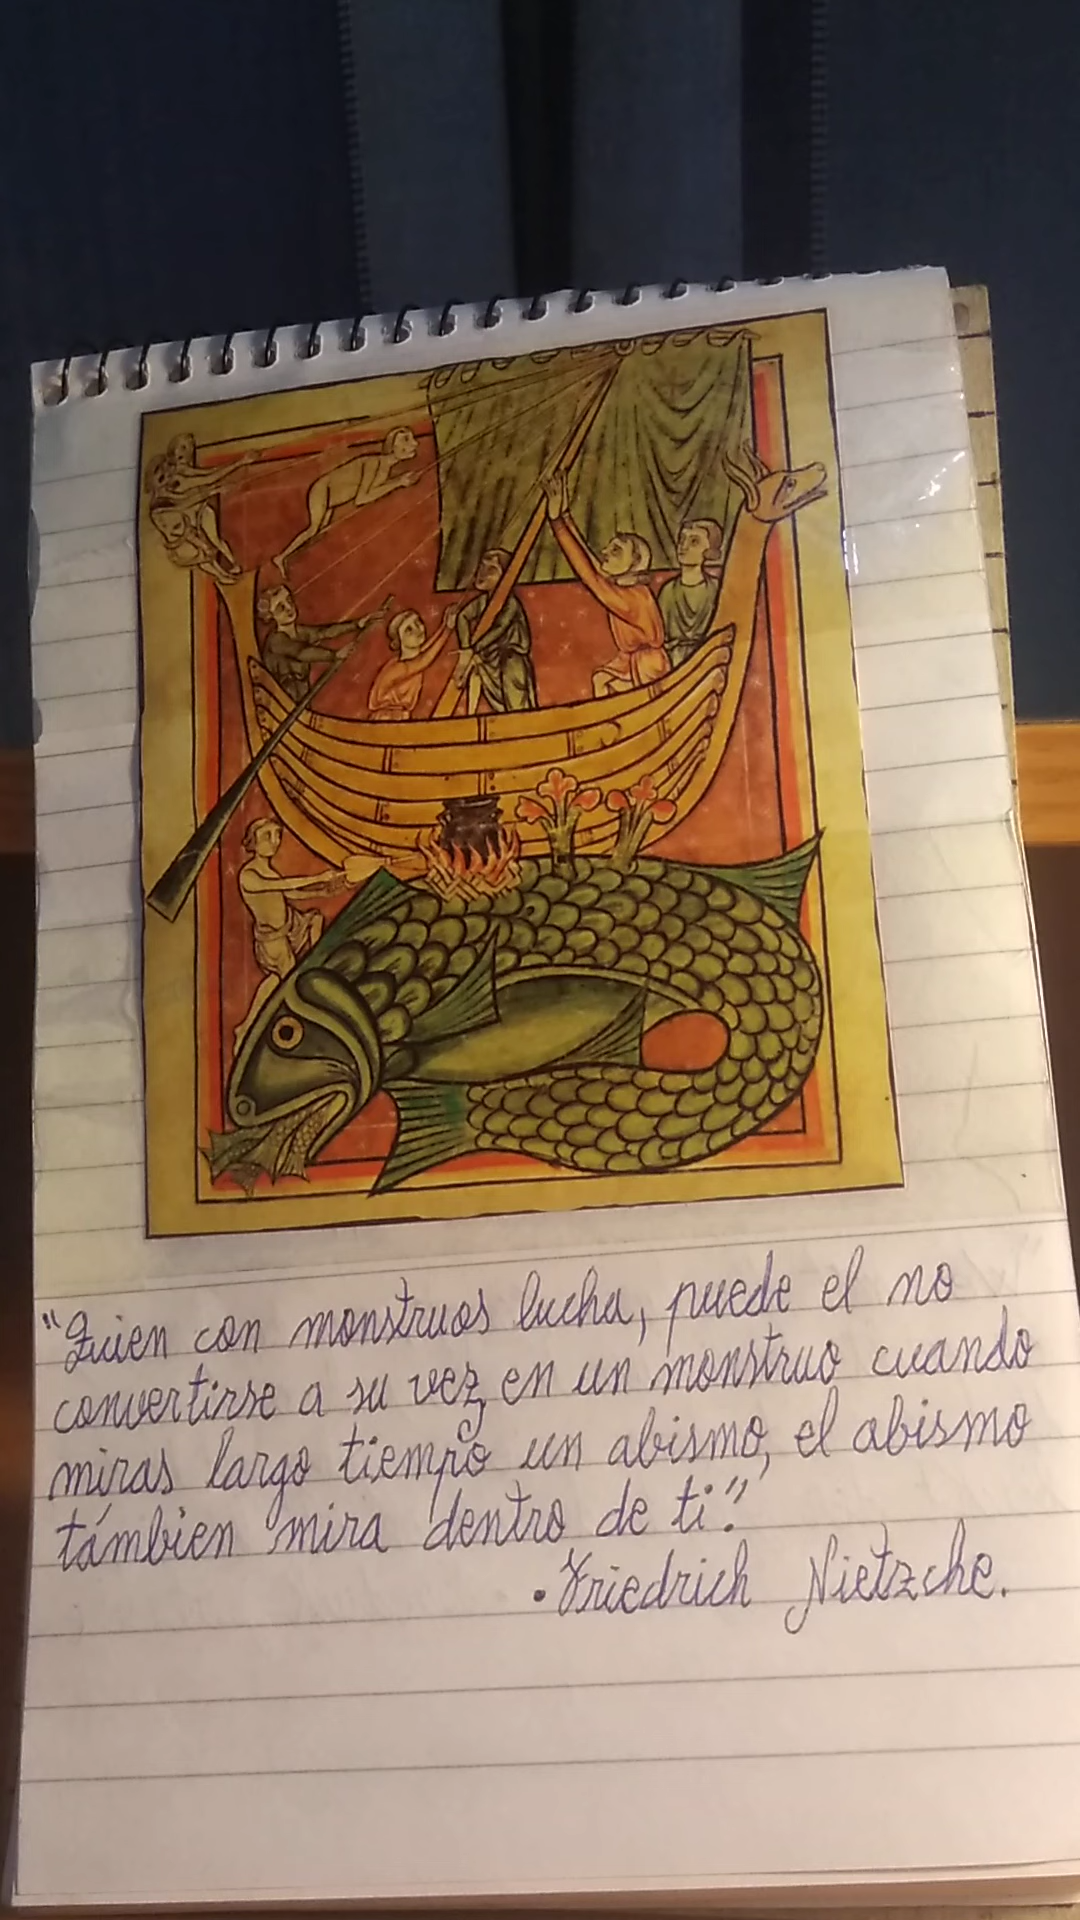 "Quien con monstruos lucha, puede el no
convertirse a su vez, en un monstruo cuando
miras largo tiempo un abismo, el abismo
támbien mira dentro de ti."
• Friedrich Nietzche.